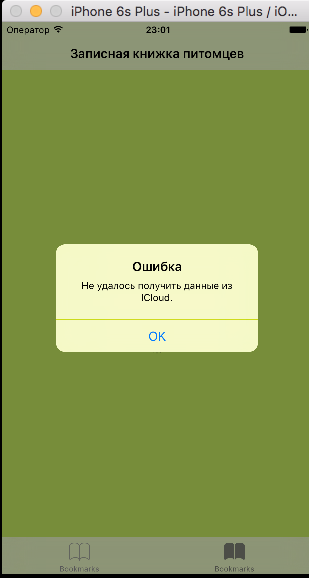 iPhone 6s Plus - iPhone 6s Plus / iO...
Оператор 23:01
Записная книжка питомцев
Ошибка
Не удалось получить данные из
iCloud.
OK
Bookmarks Bookmarks